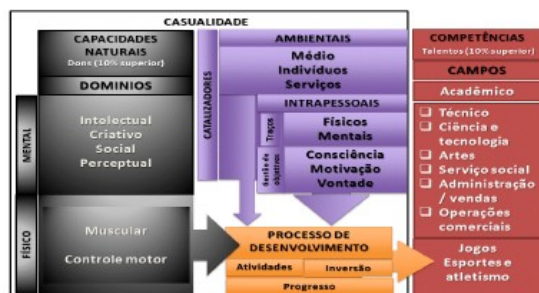 CASUALIDADE
CAPACIDADES
NATURAIS
Dons (10% superior)
DOMINIOS
MENTAL
Intelectual
Criativo
Social
Perceptual
FÍSICO
Muscular
Controle motor
CATALIZADORES
AMBIENTAIS
Médio
Indivíduos
Serviços
INTRAPESSOAIS
Traços
Físicos
Mentais
Gestão de
objetivos
Consciência
Motivação
Vontade
PROCESSO DE
DESENVOLVIMENTO
Atividades
Inversão
Progresso
COMPETÊNCIAS
Talentos (10% superior)
CAMPOS
Acadêmico
Técnico
Ciência e
tecnologia
Artes
Serviço social
Administração
/ vendas
Operações
comerciais
Jogos
Esportes e
atletismo